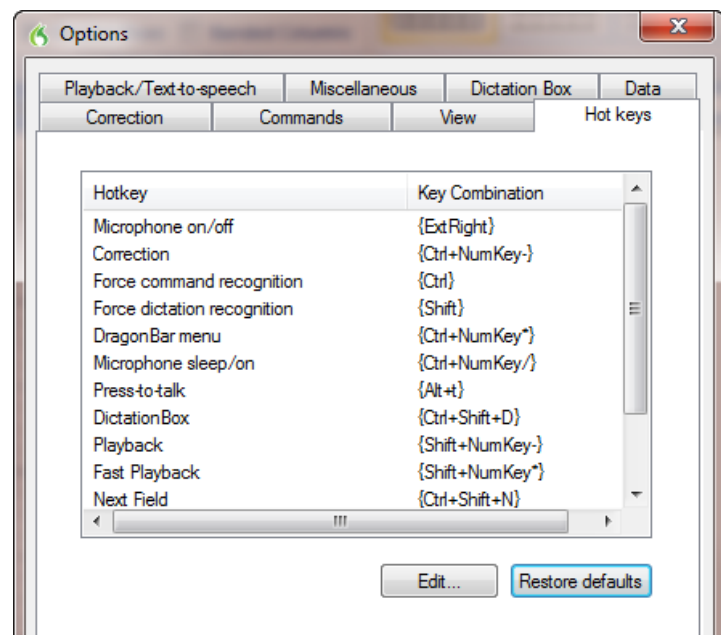 Options
Playback/Text-to-speech Miscellaneous Dictation Box Data
Correction Commands View Hot keys
Hotkey Key Combination
Microphone on/off {ExtRight}
Correction {Ctrl+NumKey-}
Force command recognition {Ctrl}
Force dictation recognition {Shift}
DragonBar menu {Ctrl+NumKey*}
Microphone sleep/on {Ctrl+NumKey/}
Press-to-talk {Alt+t}
DictationBox {Ctrl+Shift+D}
Playback {Shift+NumKey-}
Fast Playback {Shift+NumKey*}
Next Field {Ctrl+Shift+N}
Edit... Restore defaults